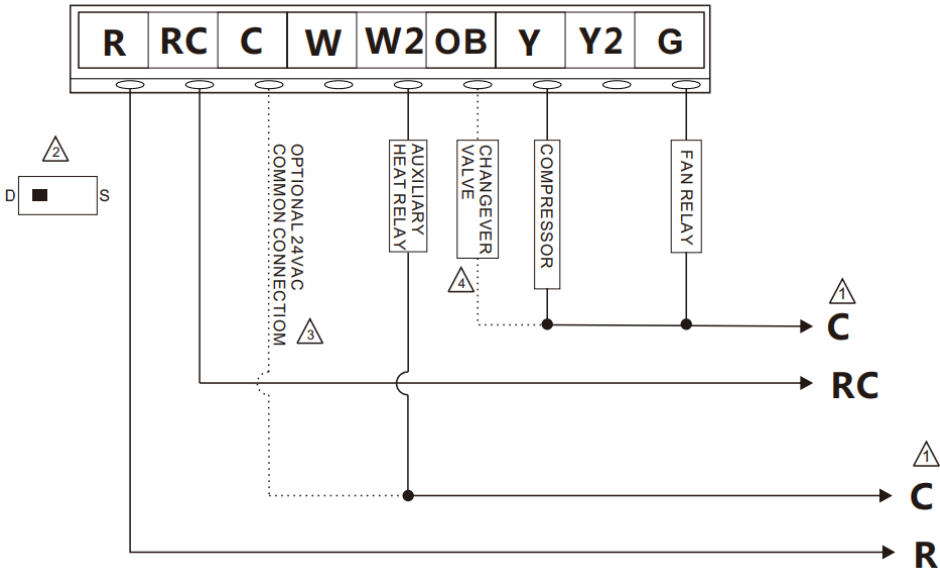 R RC C W W2 OB Y Y2 G
2
D S
OPTIONAL 24VAC
COMMON CONNECTIOM
3
AUXILIARY
HEAT RELAY
CHANGEVER
VALVE
4
COMPRESSOR
FAN RELAY
1
C
RC
1
C
R